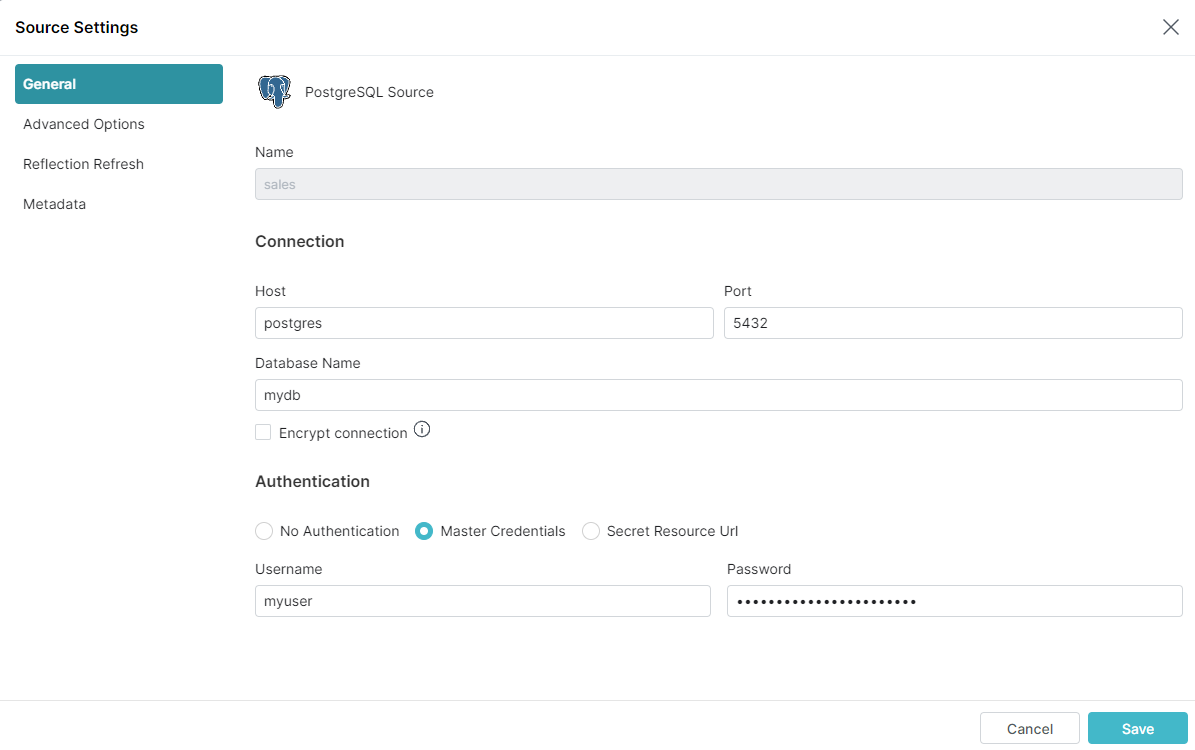 Source Settings
General
Advanced Options
Reflection Refresh
Metadata
PostgreSQL Source
Name
sales
Connection
Host Port
postgres 5432
Database Name
mydb
Encrypt connection
Authentication
No Authentication Master Credentials Secret Resource Url
Username Password
myuser •••••••••••••••••••••••
Cancel Save